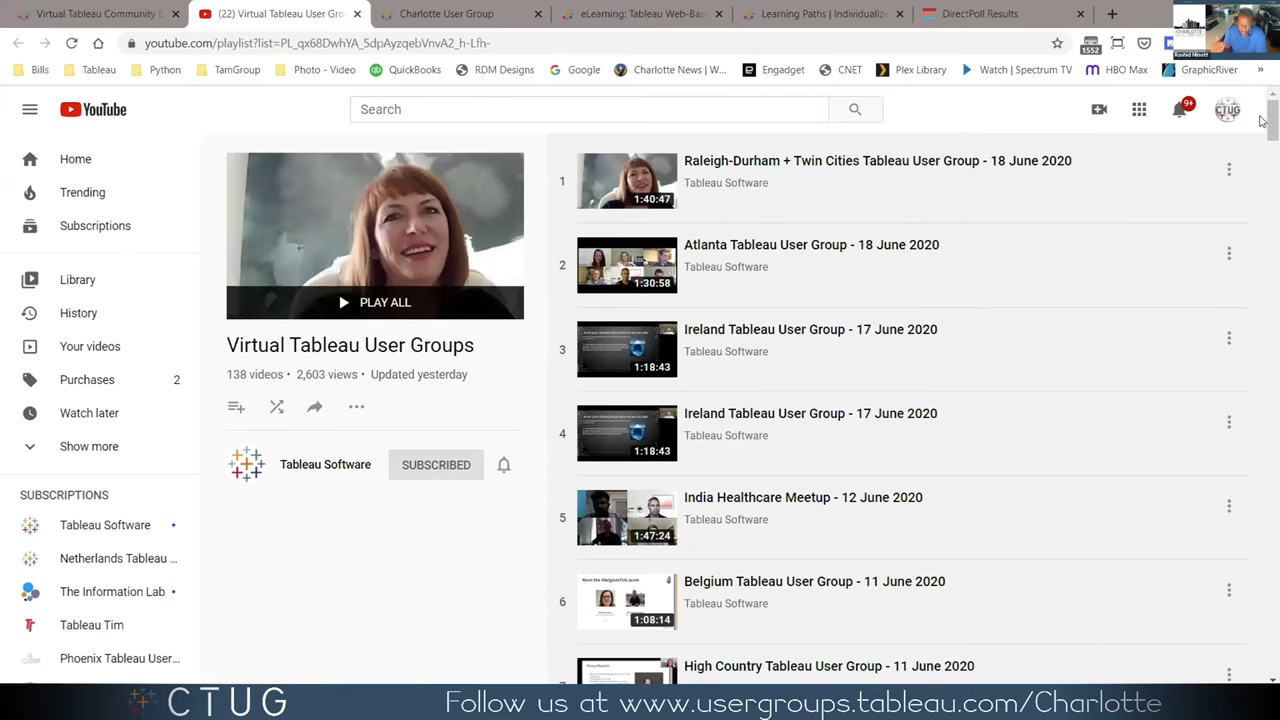 Virtual Tableau Community E
(22) Virtual Tableau User Gro
Charlotte User Group
eLearning: Tableau Web-Base
Learning Paths | Individualize
DirectPoll Results
youtube.com/playlist?list=PL_qx68DwhYA_5dpAyzqebVnvA2_h-Lfn-
1552
Rashid Minott
Bills
Tableau
Python
TamGroup
Photo - Video
QuickBooks
Google
Charlotte News | W...
Engadget
CNET
Plex Library
Watch | Spectrum TV
HBO Max
GraphicRiver
YouTube
Search
9+
CTUG
Home
Trending
Subscriptions
Library
History
Your videos
Purchases 2
Watch later
Show more
SUBSCRIPTIONS
Tableau Software
Netherlands Tableau ...
The Information Lab
Tableau Tim
Phoenix Tableau User...
PLAY ALL
Virtual Tableau User Groups
138 videos • 2,603 views • Updated yesterday
Tableau Software
SUBSCRIBED
1
1:40:47
Raleigh-Durham + Twin Cities Tableau User Group - 18 June 2020
Tableau Software
2
1:30:58
Atlanta Tableau User Group - 18 June 2020
Tableau Software
3
1:18:43
Ireland Tableau User Group - 17 June 2020
Tableau Software
4
1:18:43
Ireland Tableau User Group - 17 June 2020
Tableau Software
5
1:47:24
India Healthcare Meetup - 12 June 2020
Tableau Software
6
1:08:14
Belgium Tableau User Group - 11 June 2020
Tableau Software
High Country Tableau User Group - 11 June 2020
CTUG
Follow us at www.usergroups.tableau.com/Charlotte